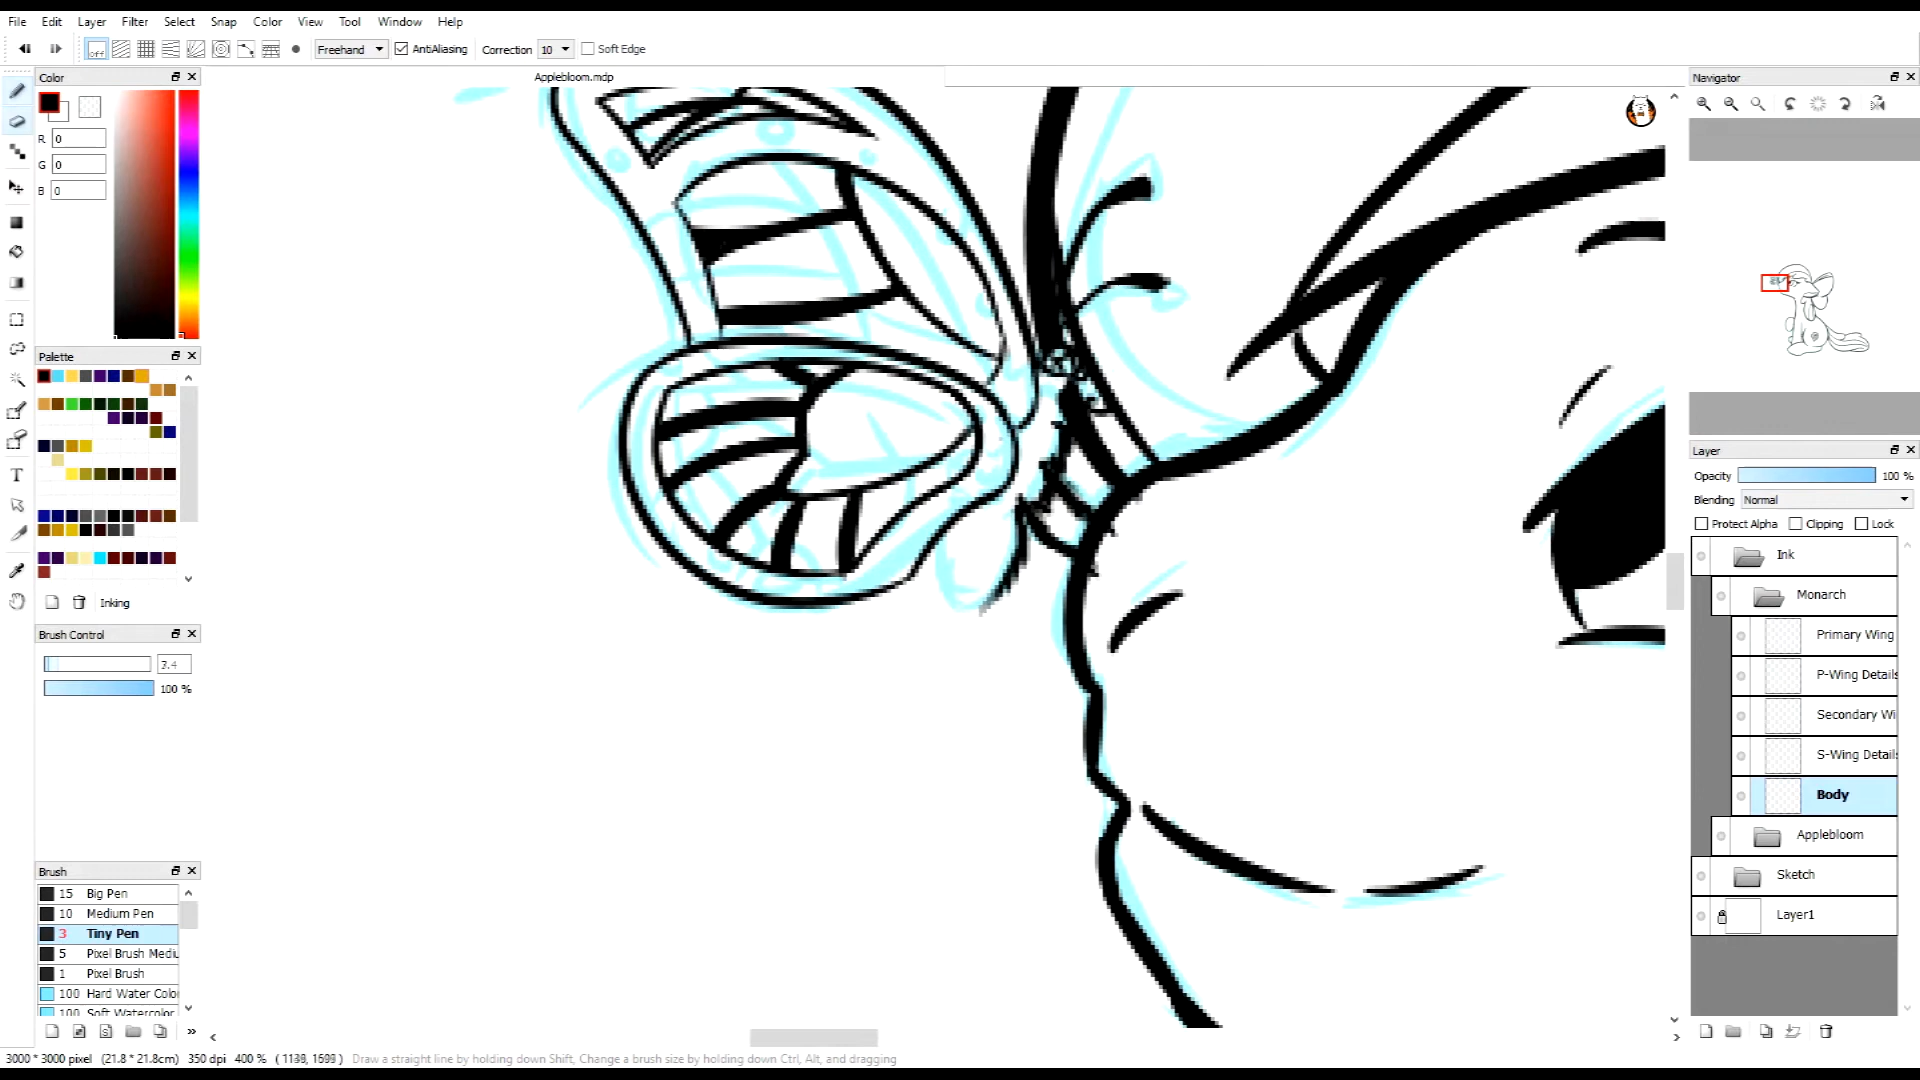 File Edit Layer Filter Select Snap Color View Tool Window Help
off Freehand AntiAliasing Correction 10 Soft Edge
Color
Applebloom.mdp
Navigator
R 0
G 0
B 0
Palette
Inking
Brush Control
100 %
Brush
15 Big Pen
10 Medium Pen
3 Tiny Pen
5 Pixel Brush Mediu
1 Pixel Brush
100 Hard Water Color
100 Soft Watercolor
Layer
Opacity 100 %
Blending Normal
Protect Alpha Clipping Lock
Ink
Monarch
Primary Wing
P-Wing Details
Secondary Wi
S-Wing Details
Body
Applebloom
Sketch
Layer1
3000 * 3000 pixel (21.8 * 21.8cm) 350 dpi 400 % Draw a straight line by holding down Shift, Change a brush size by holding down Ctrl, Alt, and dragging